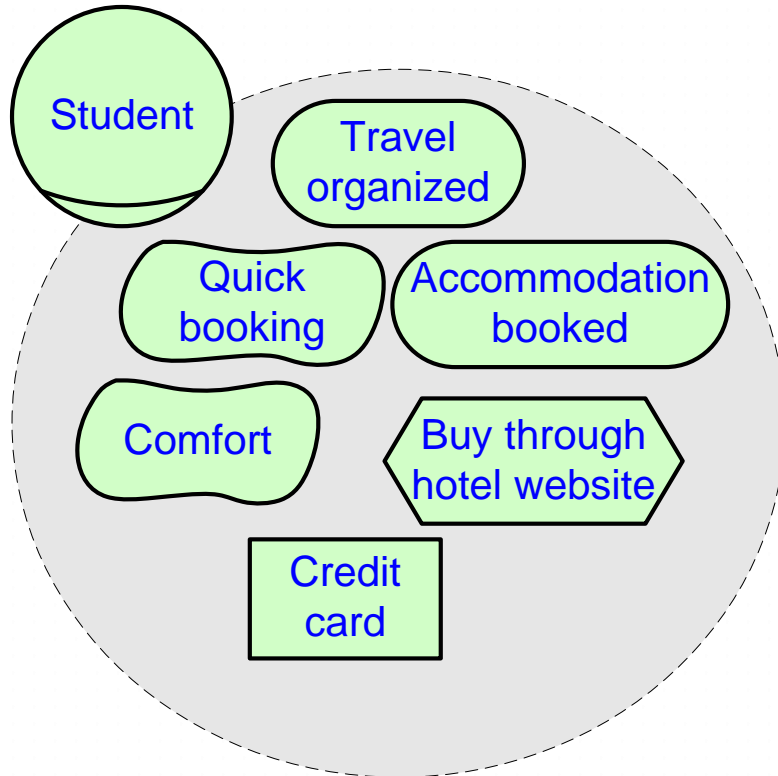 Student
Travel
organized
Quick
booking
Accommodation
booked
Comfort
Buy through
hotel website
Credit
card